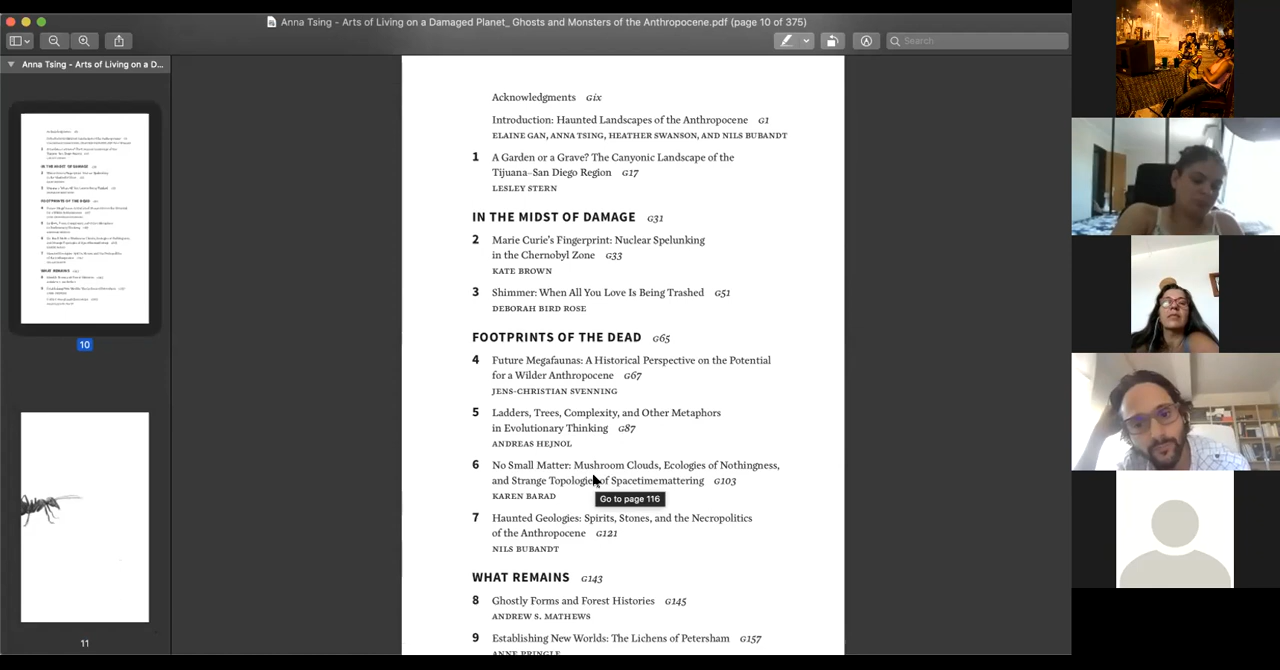 Anna Tsing - Arts of Living on a Damaged Planet_ Ghosts and Monsters of the Anthropocene.pdf (page 10 of 375)
Search
Anna Tsing - Arts of Living on a D...
10
11
Acknowledgments Gix
Introduction: Haunted Landscapes of the Anthropocene G1
ELAINE GAN, ANNA TSING, HEATHER SWANSON, AND NILS BUBANDT
1 A Garden or a Grave? The Canyonic Landscape of the
Tijuana–San Diego Region G17
LESLEY STERN
IN THE MIDST OF DAMAGE G31
2 Marie Curie's Fingerprint: Nuclear Spelunking
in the Chernobyl Zone G33
KATE BROWN
3 Shimmer: When All You Love Is Being Trashed G51
DEBORAH BIRD ROSE
FOOTPRINTS OF THE DEAD G65
4 Future Megafaunas: A Historical Perspective on the Potential
for a Wilder Anthropocene G67
JENS-CHRISTIAN SVENNING
5 Ladders, Trees, Complexity, and Other Metaphors
in Evolutionary Thinking G87
ANDREAS HEJNOL
6 No Small Matter: Mushroom Clouds, Ecologies of Nothingness,
and Strange Topologies of Spacetimemattering G103
KAREN BARAD
Go to page 116
7 Haunted Geologies: Spirits, Stones, and the Necropolitics
of the Anthropocene G121
NILS BUBANDT
WHAT REMAINS G143
8 Ghostly Forms and Forest Histories G145
ANDREW S. MATHEWS
9 Establishing New Worlds: The Lichens of Petersham G157
ANNE PRINGLE